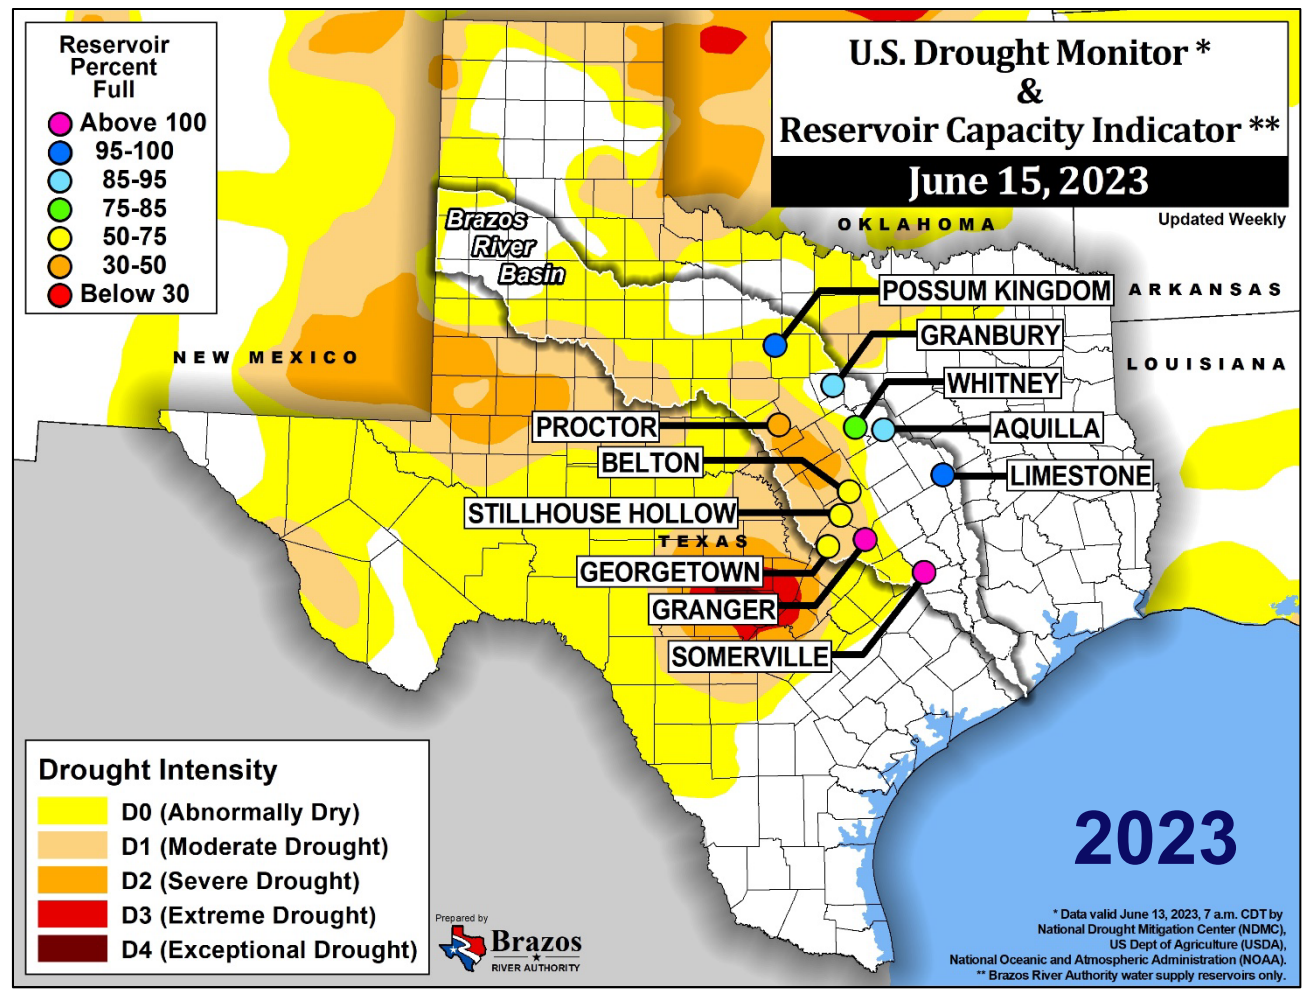 Reservoir
Percent
Full
Above 100
95-100
85-95
75-85
50-75
30-50
Below 30
U.S. Drought Monitor *
&
Reservoir Capacity Indicator **
June 15, 2023
Updated Weekly
OKLAHOMA
Brazos
River
Basin
POSSUM KINGDOM
ARKANSAS
GRANBURY
NEW MEXICO
LOUISIANA
WHITNEY
PROCTOR
AQUILLA
BELTON
LIMESTONE
STILLHOUSE HOLLOW
TEXAS
GEORGETOWN
GRANGER
SOMERVILLE
Drought Intensity
D0 (Abnormally Dry)
D1 (Moderate Drought)
D2 (Severe Drought)
D3 (Extreme Drought)
D4 (Exceptional Drought)
Prepared by
Brazos
RIVER AUTHORITY
2023
* Data valid June 13, 2023, 7 a.m. CDT by
National Drought Mitigation Center (NDMC),
US Dept of Agriculture (USDA),
National Oceanic and Atmospheric Administration (NOAA).
** Brazos River Authority water supply reservoirs only.